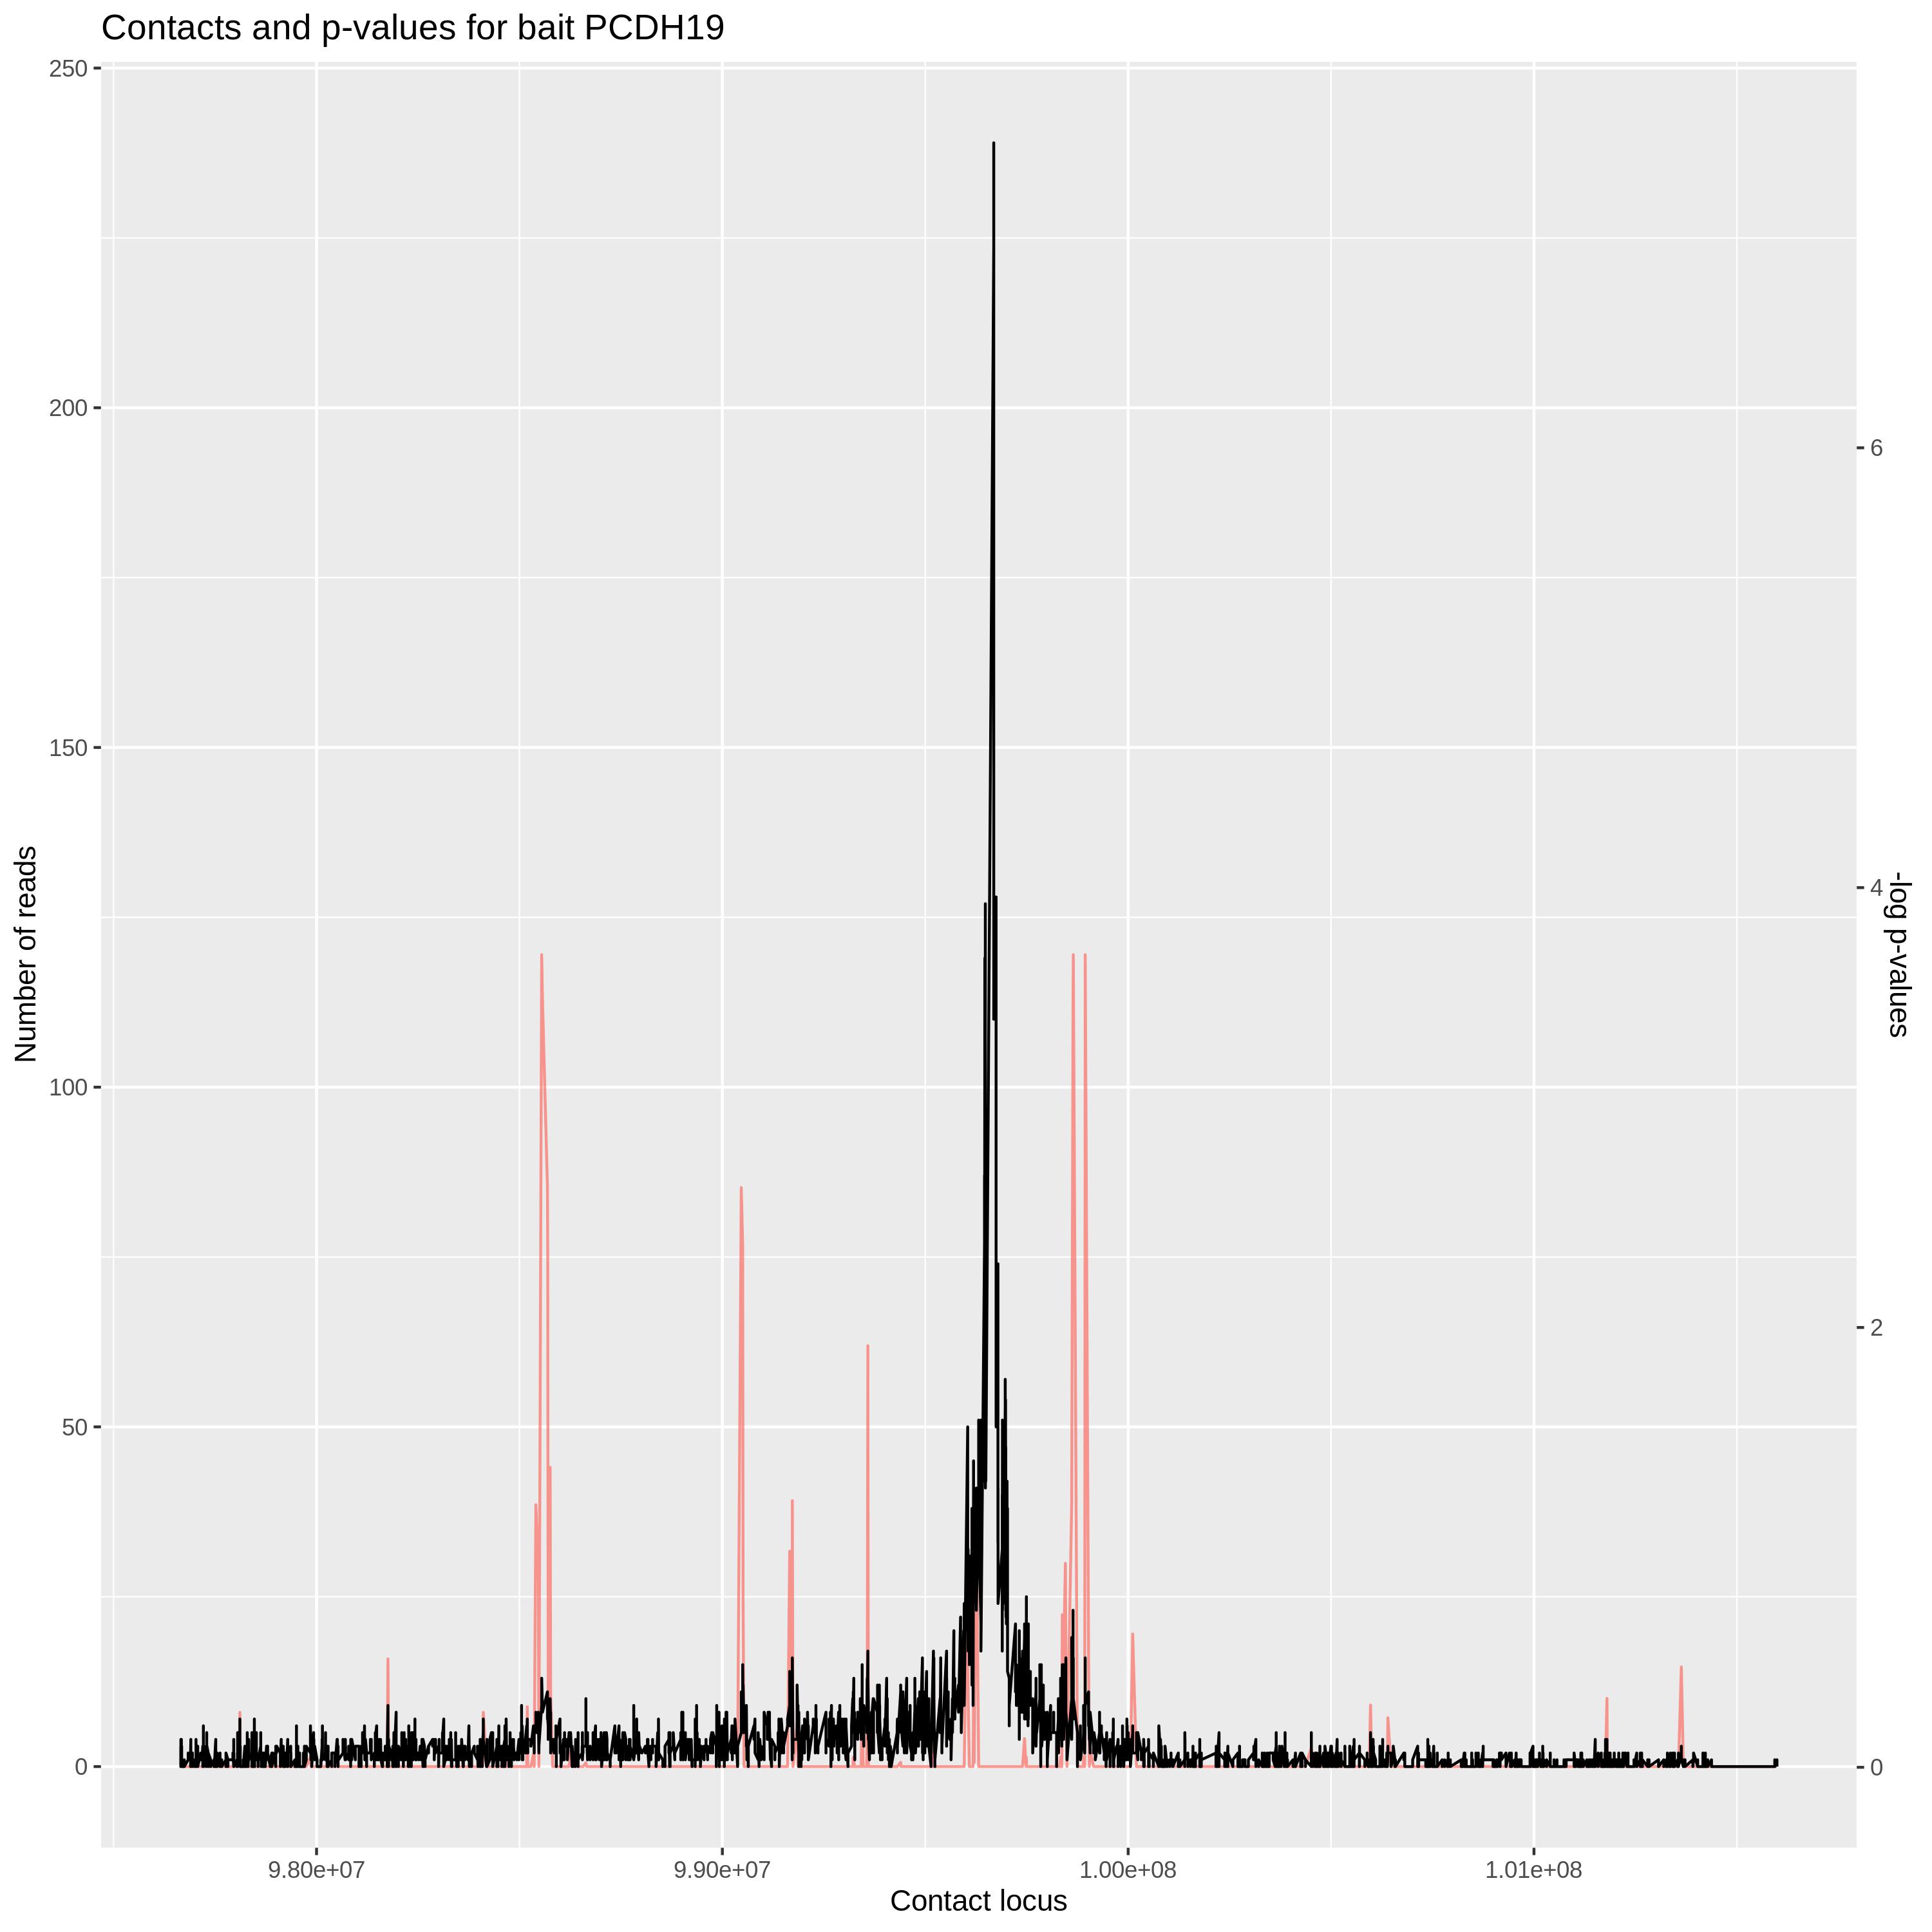 Contacts and p-values for bait PCDH19
250
200
150
100
50
0
Number of reads
6
4
2
0
-log p-values
9.80e+07
9.90e+07
1.00e+08
1.01e+08
Contact locus